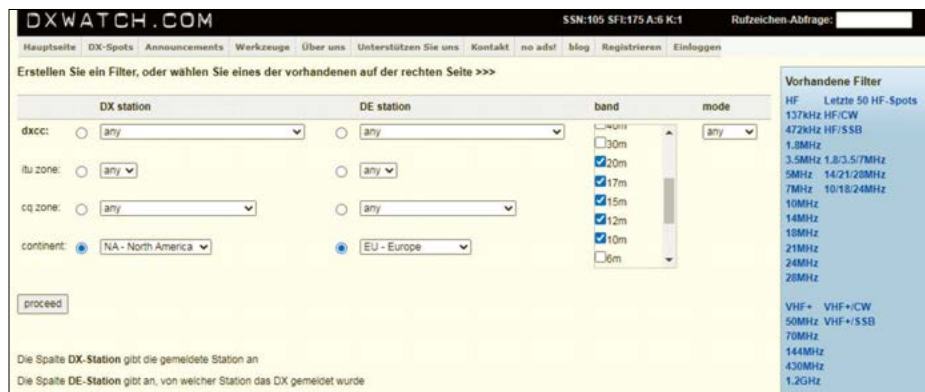 DXWATCH.COM SSN:105 SFI:175 A:6 K:1 Rufzeichen-Abfrage:
Hauptseite DX-Spots Announcements Werkzeuge Über uns Unterstützen Sie uns Kontakt no ads! blog Registrieren Einloggen
Erstellen Sie ein Filter, oder wählen Sie eines der vorhandenen auf der rechten Seite >>>
DX station DE station band mode
dxcc: any any any
40m
30m
20m
itu zone: any any
17m
15m
cq zone: any any
12m
10m
continent: NA - North America EU - Europe
6m
proceed
Die Spalte DX-Station gibt die gemeldete Station an
Die Spalte DE-Station gibt an, von welcher Station das DX gemeldet wurde
Vorhandene Filter
HF Letzte 50 HF-Spots
137kHz HF/CW
472kHz HF/SSB
1.8MHz
3.5MHz 1.8/3.5/7MHz
5MHz 14/21/28MHz
7MHz 10/18/24MHz
10MHz
14MHz
18MHz
21MHz
24MHz
28MHz
VHF+ VHF+/CW
50MHz VHF+/SSB
70MHz
144MHz
430MHz
1.2GHz